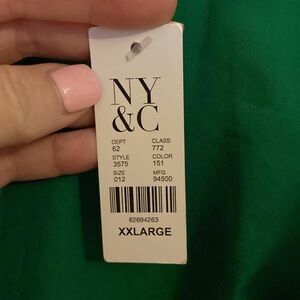 NY
&C
DEPT CLASS
62 772
STYLE COLOR
3575 151
SIZE MFG
012 94500
62694263
XXLARGE